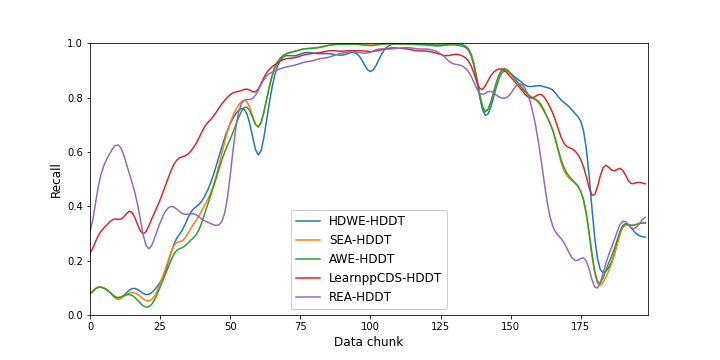 1.0
0.8
0.6
0.4
0.2
0.0
Recall
0 25 50 75 100 125 150 175
Data chunk
HDWE-HDDT
SEA-HDDT
AWE-HDDT
LearnppCDS-HDDT
REA-HDDT